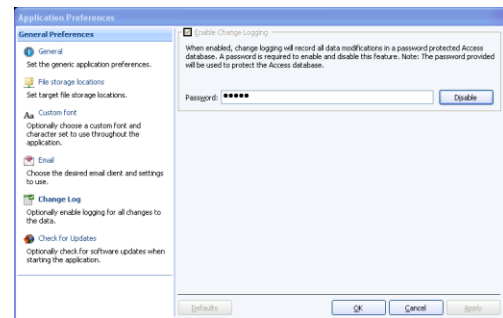 Application Preferences
General Preferences
General
Set the generic application preferences.
File storage locations
Set target file storage locations.
Aa Custom font
Optionally choose a custom font and
character set to use throughout the
application.
Email
Choose the desired email client and settings
to use.
Change Log
Optionally enable logging for all changes to
the data.
Check for Updates
Optionally check for software updates when
starting the application.
Enable Change Logging
When enabled, change logging will record all data modifications in a password protected Access
database. A password is required to enable and disable this feature. Note: The password provided
will be used to protect the Access database.
Password: ●●●●● Disable
Defaults OK Cancel Apply